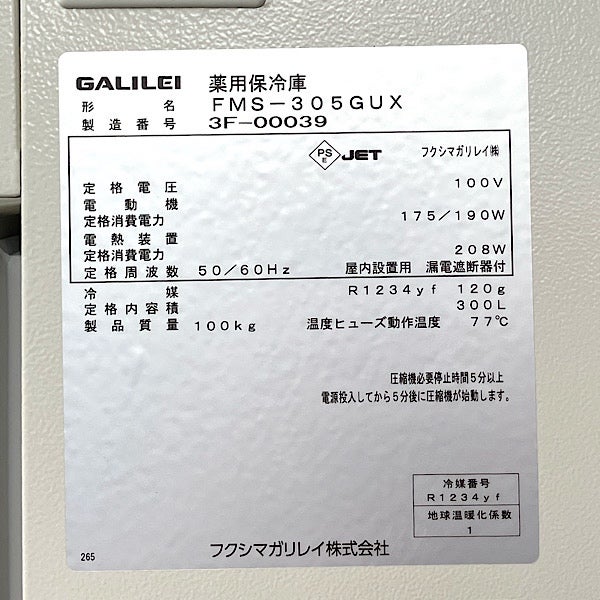 GALILEI 薬用保冷庫
形名 FMS-305GUX
製造番号 3F-00039
PS E JET フクシマガリレイ㈱
定格電圧 100V
電動機
定格消費電力 175/190W
電熱装置
定格消費電力 208W
定格周波数 50/60Hz 屋内設置用 漏電遮断器付
冷媒 R1234yf 120g
定格内容積 300L
製品質量 100kg 温度ヒューズ動作温度 77℃
圧縮機必要停止時間5分以上
電源投入してから5分後に圧縮機が始動します。
冷媒番号
R1234yf
地球温暖化係数
1
265 フクシマガリレイ株式会社